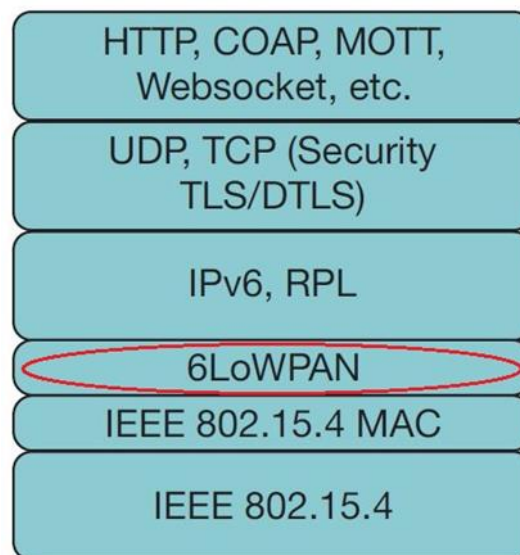 HTTP, COAP, MOTT,
Websocket, etc.
UDP, TCP (Security
TLS/DTLS)
IPv6, RPL
6LoWPAN
IEEE 802.15.4 MAC
IEEE 802.15.4